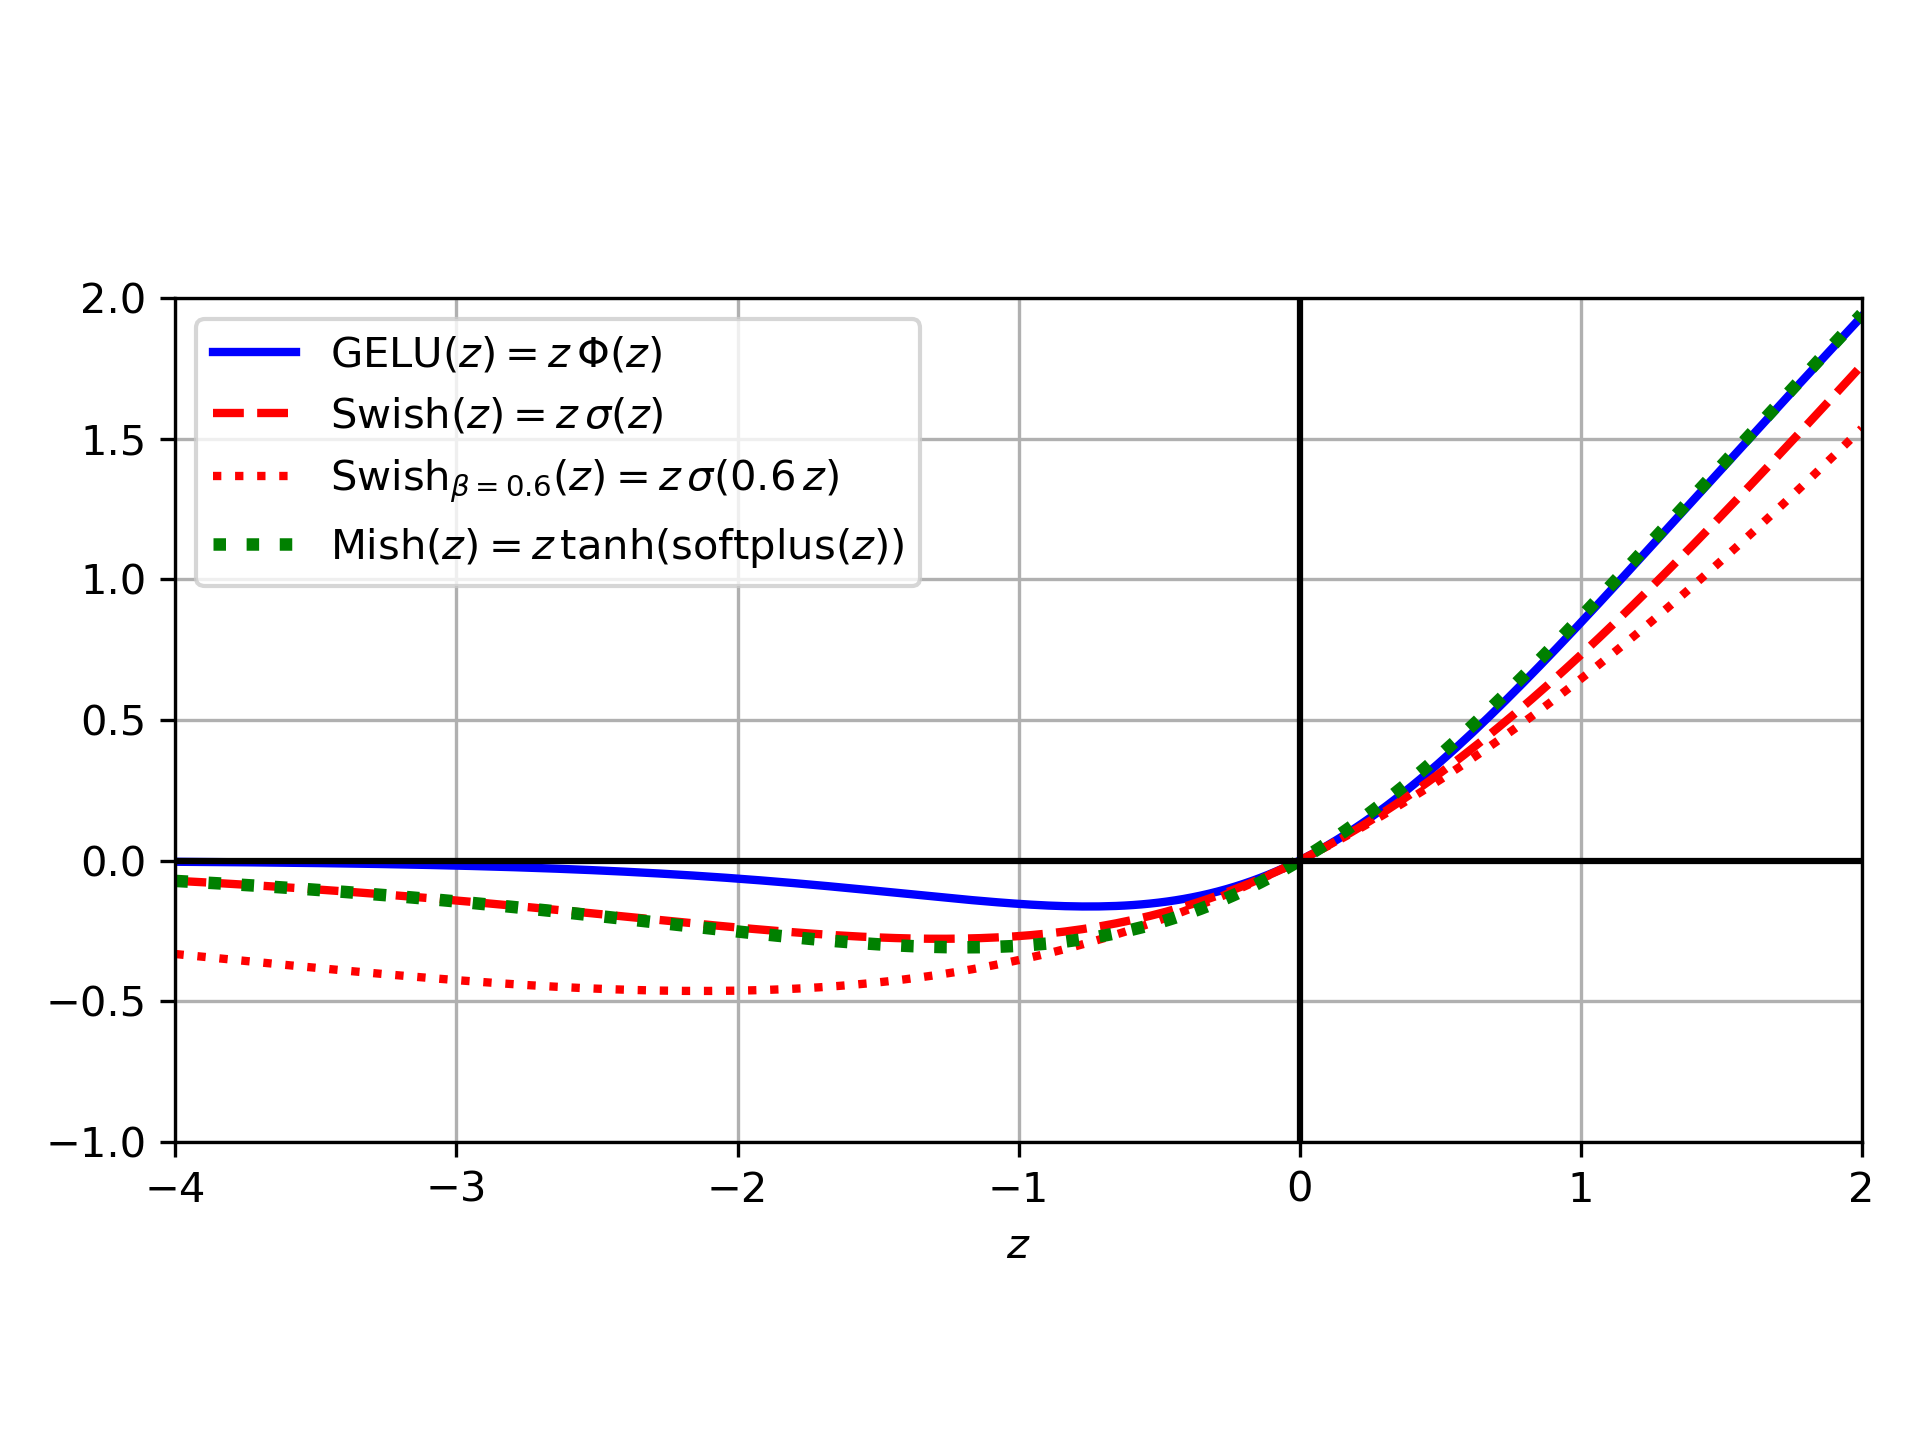 2.0
GELU(z) = z Φ(z)
Swish(z) = z σ(z)
1.5
Swishβ = 0.6(z) = z σ(0.6 z)
Mish(z) = z tanh(softplus(z))
1.0
0.5
0.0
−0.5
−1.0
−4 −3 −2 −1 0 1 2
z